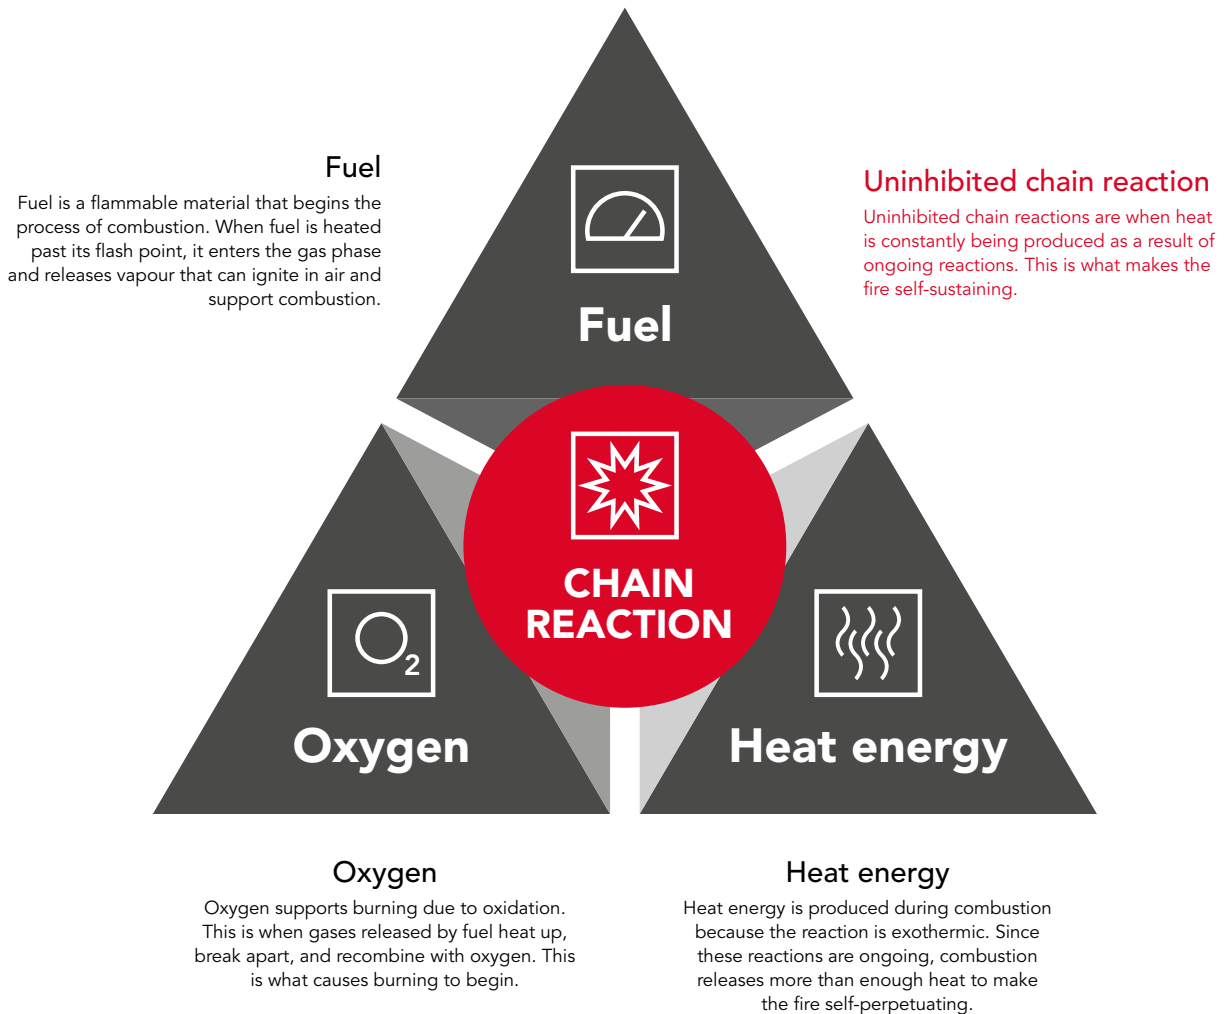 Fuel
Fuel is a flammable material that begins the
process of combustion. When fuel is heated
past its flash point, it enters the gas phase
and releases vapour that can ignite in air and
support combustion.
Uninhibited chain reaction
Uninhibited chain reactions are when heat
is constantly being produced as a result of
ongoing reactions. This is what makes the
fire self-sustaining.
Fuel
CHAIN
REACTION
O2
Oxygen
Heat energy
Oxygen
Oxygen supports burning due to oxidation.
This is when gases released by fuel heat up,
break apart, and recombine with oxygen. This
is what causes burning to begin.
Heat energy
Heat energy is produced during combustion
because the reaction is exothermic. Since
these reactions are ongoing, combustion
releases more than enough heat to make
the fire self-perpetuating.